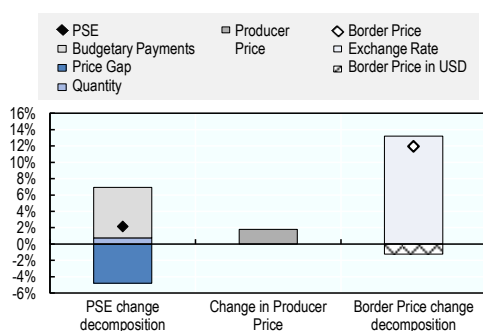 PSE
Budgetary Payments
Price Gap
Quantity
Producer
Price
Border Price
Exchange Rate
Border Price in USD
16%
14%
12%
10%
8%
6%
4%
2%
0%
-2%
-4%
-6%
PSE change
decomposition
Change in Producer
Price
Border Price change
decomposition